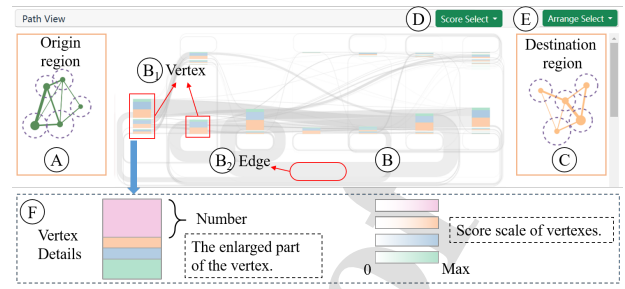 Path View
D
Score Select
E
Arrange Select
Origin
region
A
B1 Vertex
B2 Edge
B
Destination
region
C
F
Vertex
Details
Number
The enlarged part
of the vertex.
0
Max
Score scale of vertexes.